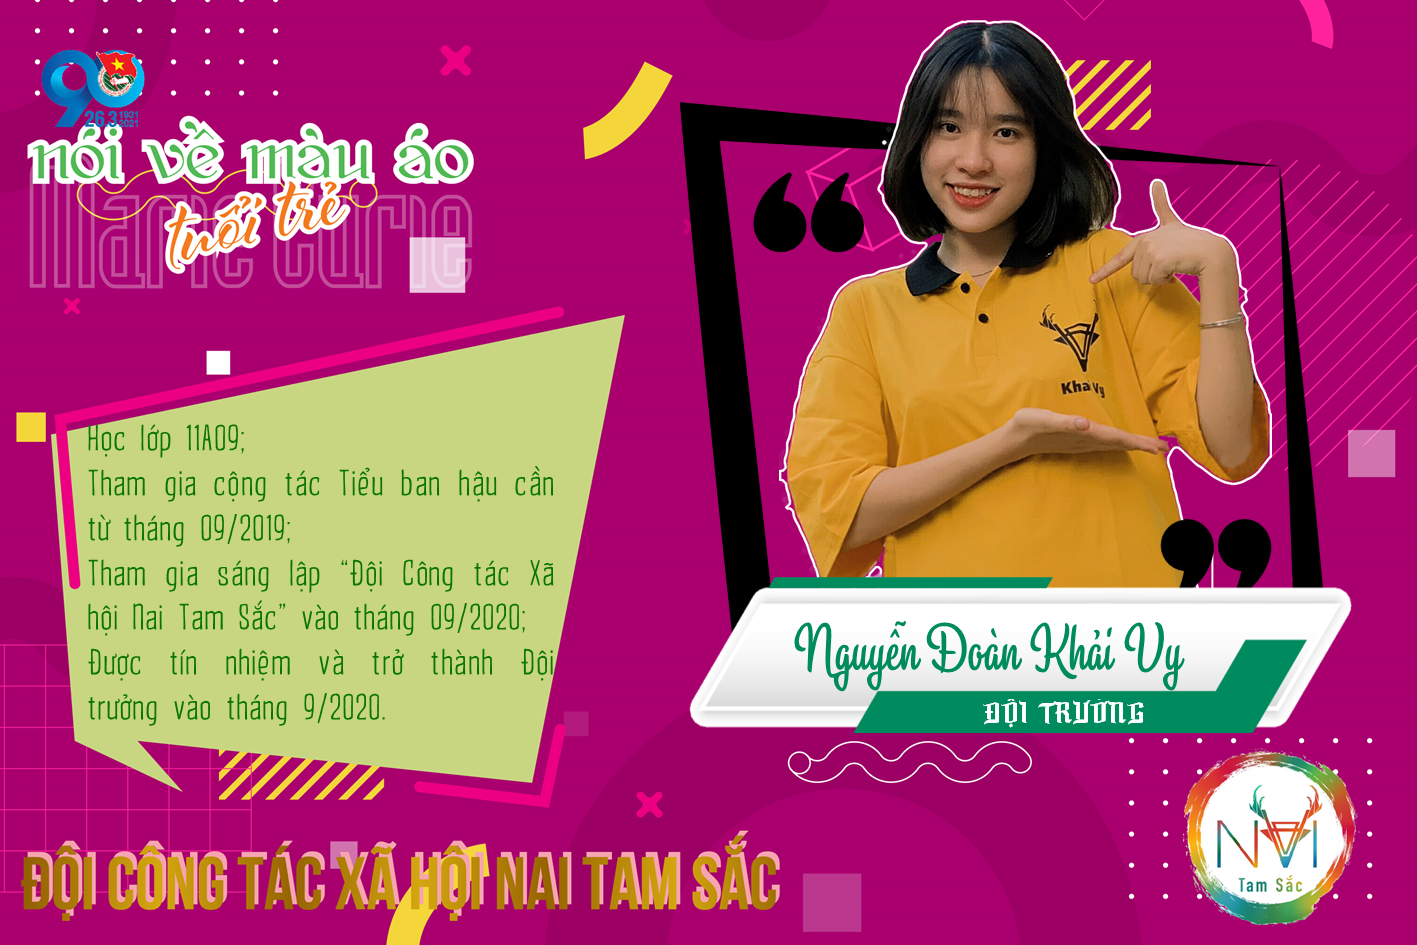 90
26.3 1931
2021
nói về màu áo
tuổi trẻ
Marie Curie
Học lớp 11A09;
Tham gia cộng tác Tiểu ban hậu cần
từ tháng 09/2019;
Tham gia sáng lập “Đội Công tác Xã
hội Nai Tam Sắc” vào tháng 09/2020;
Được tín nhiệm và trở thành Đội
trưởng vào tháng 9/2020.
Khải Vy
Nguyễn Đoàn Khải Vy
ĐỘI TRƯỞNG
ĐỘI CÔNG TÁC XÃ HỘI NAI TAM SẮC
NAI
Tam Sắc